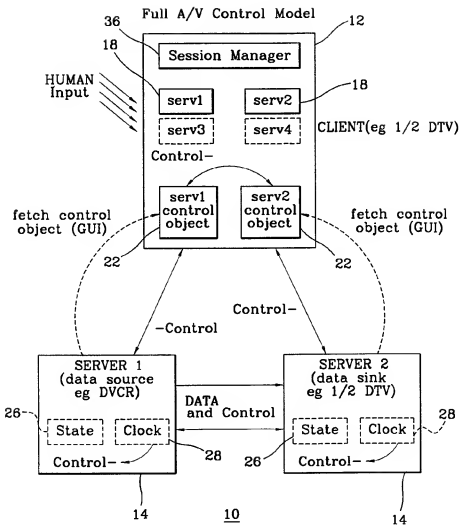 Full A/V Control Model
36
12
Session Manager
18
18
HUMAN
Input
serv1
serv2
serv3
serv4
CLIENT(eg 1/2 DTV)
Control-
serv1
control
object
serv2
control
object
fetch control
object (GUI)
fetch control
object (GUI)
22
22
-Control
Control-
SERVER 1
(data source
eg DVCR)
SERVER 2
(data sink
eg 1/2 DTV)
DATA
and Control
26
State
Clock
28
Control-
26
State
Clock
28
Control-
14
10
14